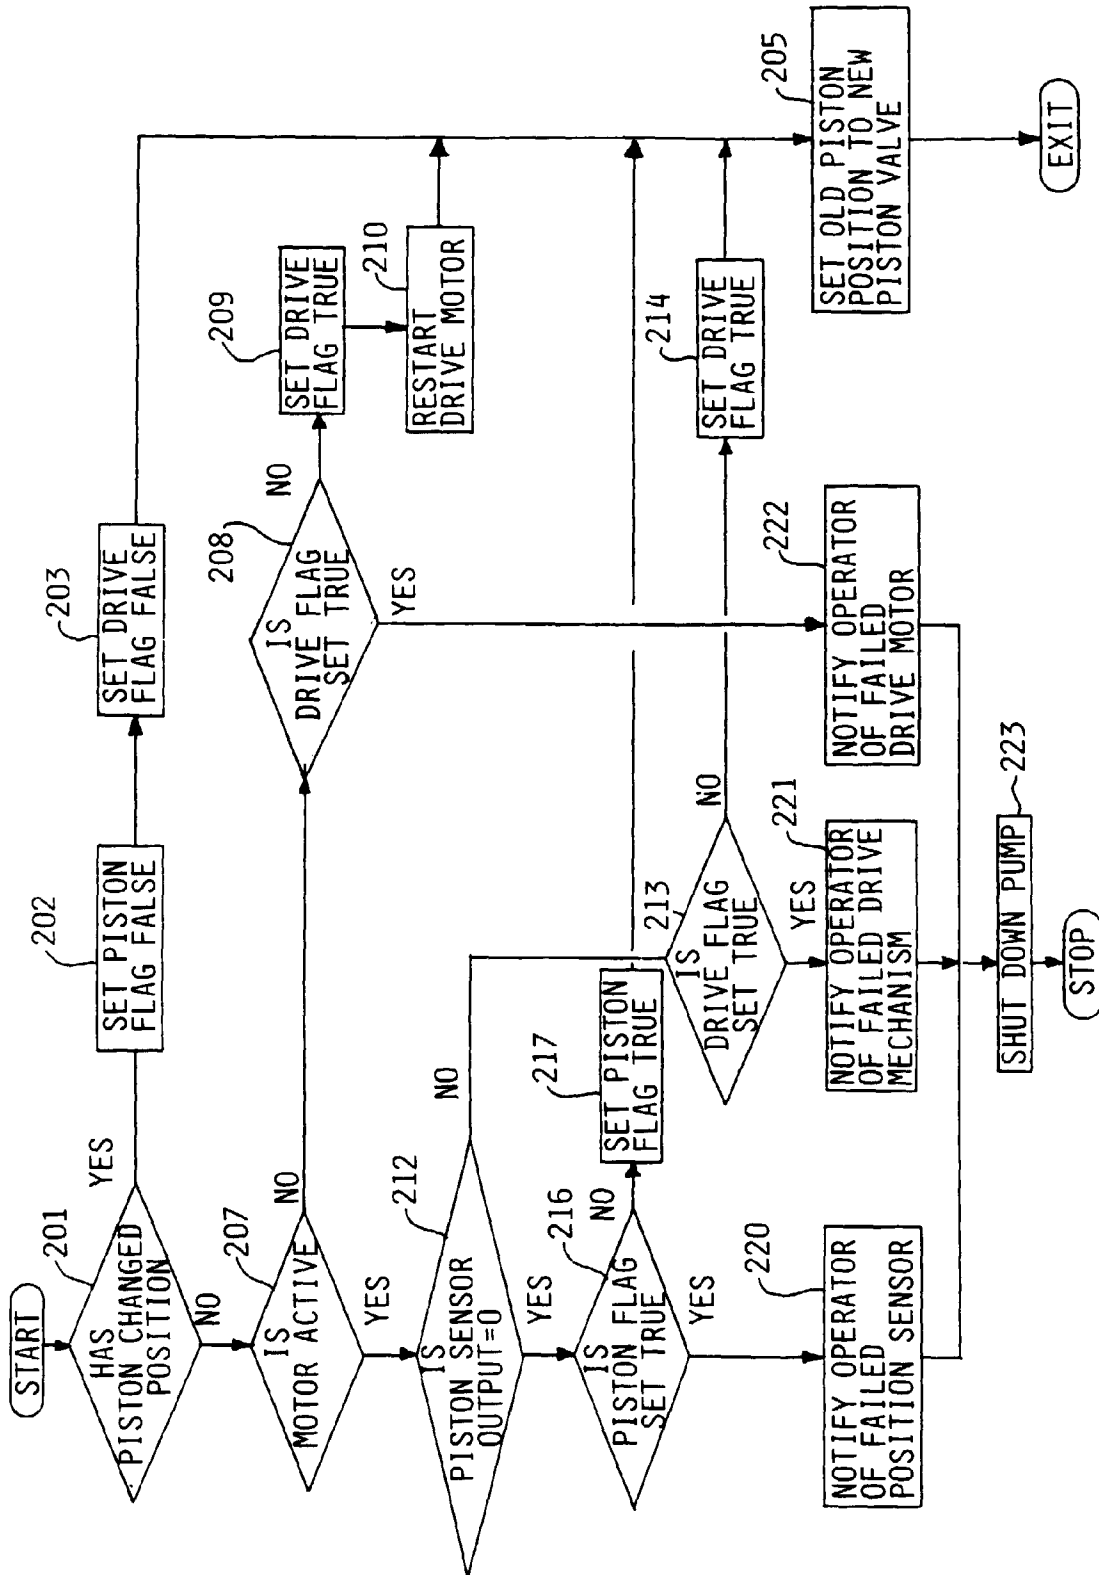 START
HAS
PISTON CHANGED
POSITION
201
YES
NO
SET PISTON
FLAG FALSE
202
SET DRIVE
FLAG FALSE
203
IS
MOTOR ACTIVE
207
NO
YES
IS
DRIVE FLAG
SET TRUE
208
NO
YES
SET DRIVE
FLAG TRUE
209
RESTART
DRIVE MOTOR
210
IS
PISTON SENSOR
OUTPUT=0
212
NO
YES
IS
PISTON FLAG
SET TRUE
216
NO
YES
SET PISTON
FLAG TRUE
217
IS
DRIVE FLAG
SET TRUE
213
NO
YES
SET DRIVE
FLAG TRUE
214
NOTIFY OPERATOR
OF FAILED
POSITION SENSOR
220
NOTIFY OPERATOR
OF FAILED DRIVE
MECHANISM
221
NOTIFY OPERATOR
OF FAILED
DRIVE MOTOR
222
SET OLD PISTON
POSITION TO NEW
PISTON VALVE
205
SHUT DOWN PUMP
223
STOP
EXIT